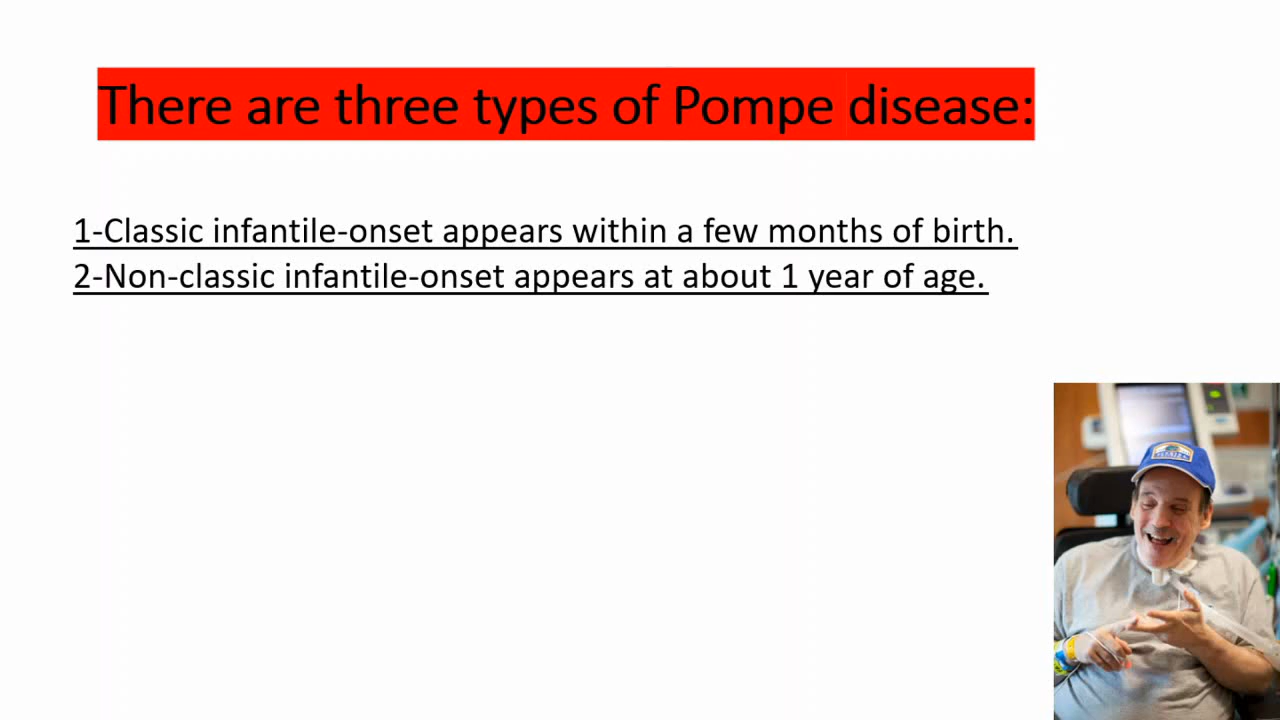 There are three types of Pompe disease:
1-Classic infantile-onset appears within a few months of birth.
2-Non-classic infantile-onset appears at about 1 year of age.